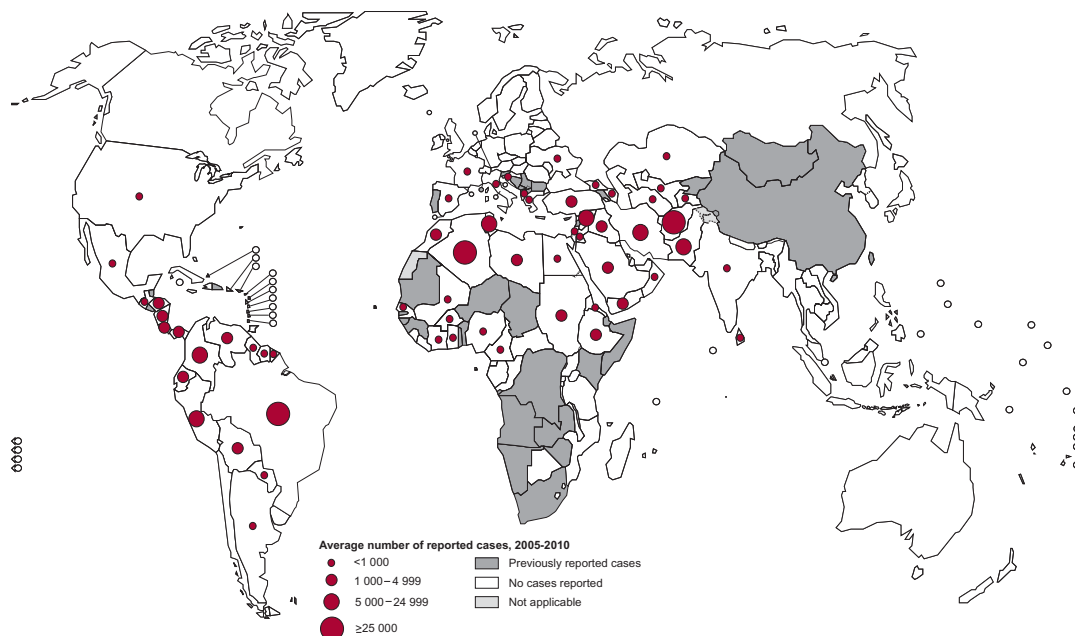 Average number of reported cases, 2005-2010
<1 000
1 000–4 999
5 000–24 999
≥25 000
Previously reported cases
No cases reported
Not applicable